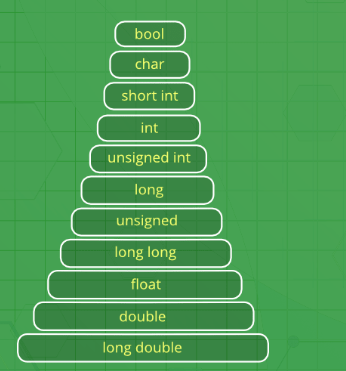 bool
char
short int
int
unsigned int
long
unsigned
long long
float
double
long double